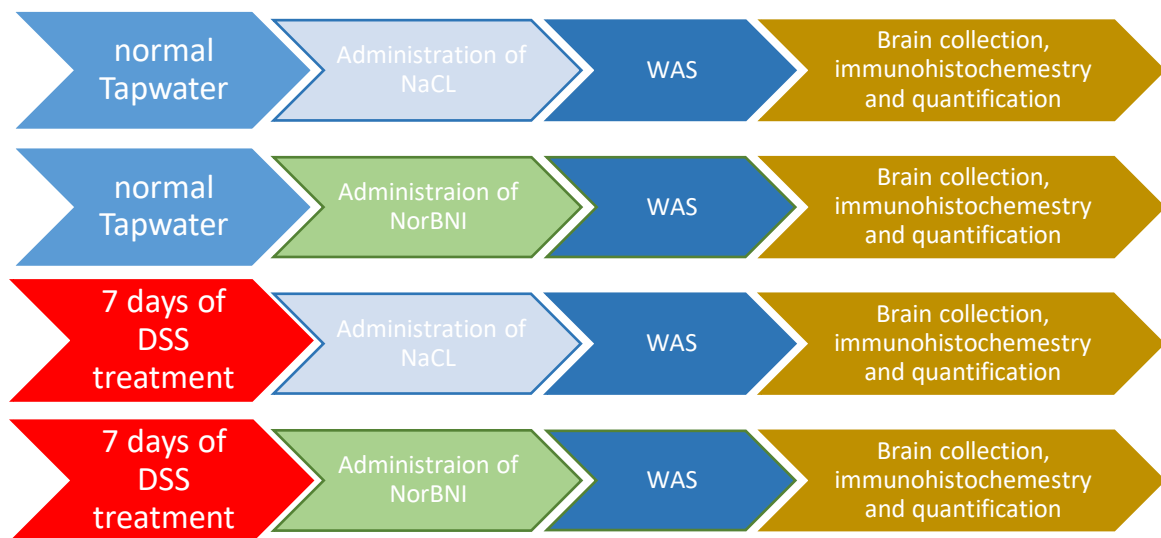 normal
Tapwater
Administration of
NaCL
WAS
Brain collection,
immunohistochemestry
and quantification
normal
Tapwater
Administraion of
NorBNI
WAS
Brain collection,
immunohistochemestry
and quantification
7 days of
DSS
treatment
Administration of
NaCL
WAS
Brain collection,
immunohistochemestry
and quantification
7 days of
DSS
treatment
Administraion of
NorBNI
WAS
Brain collection,
immunohistochemestry
and quantification